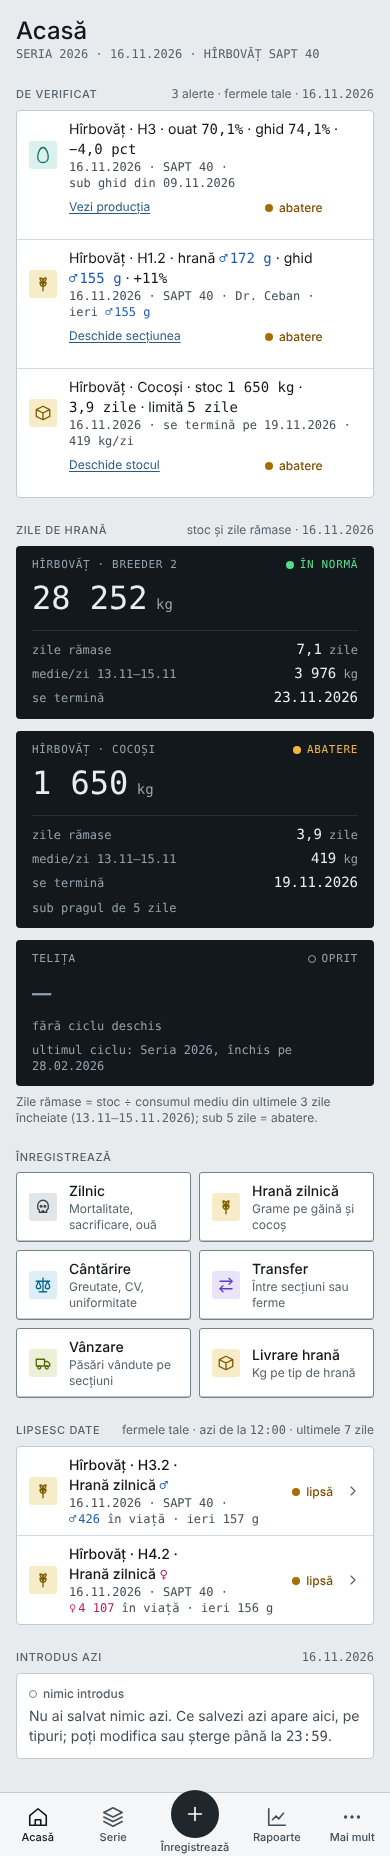 Acasă
SERIA 2026 · 16.11.2026 · HÎRBOVĂȚ SAPT 40
DE VERIFICAT
3 alerte · fermele tale · 16.11.2026
Hîrbovăț · H3 · ouat 70,1% · ghid 74,1% ·
−4,0 pct
16.11.2026 · SAPT 40 ·
sub ghid din 09.11.2026
Vezi producția
abatere
Hîrbovăț · H1.2 · hrană ♂172 g · ghid
♂155 g · +11%
16.11.2026 · SAPT 40 · Dr. Ceban ·
ieri ♂155 g
Deschide secțiunea
abatere
Hîrbovăț · Cocoși · stoc 1 650 kg ·
3,9 zile · limită 5 zile
16.11.2026 · se termină pe 19.11.2026 ·
419 kg/zi
Deschide stocul
abatere
ZILE DE HRANĂ
stoc și zile rămase · 16.11.2026
HÎRBOVĂȚ · BREEDER 2
ÎN NORMĂ
28 252 kg
zile rămase 7,1 zile
medie/zi 13.11–15.11 3 976 kg
se termină 23.11.2026
HÎRBOVĂȚ · COCOȘI
ABATERE
1 650 kg
zile rămase 3,9 zile
medie/zi 13.11–15.11 419 kg
se termină 19.11.2026
sub pragul de 5 zile
TELIȚA
OPRIT
—
fără ciclu deschis
ultimul ciclu: Seria 2026, închis pe
28.02.2026
Zile rămase = stoc ÷ consumul mediu din ultimele 3 zile
încheiate (13.11–15.11.2026); sub 5 zile = abatere.
ÎNREGISTREAZĂ
Zilnic
Mortalitate,
sacrificare, ouă
Hrană zilnică
Grame pe găină și
cocoș
Cântărire
Greutate, CV,
uniformitate
Transfer
Între secțiuni sau
ferme
Vânzare
Păsări vândute pe
secțiuni
Livrare hrană
Kg pe tip de hrană
LIPSESC DATE
fermele tale · azi de la 12:00 · ultimele 7 zile
Hîrbovăț · H3.2 ·
Hrană zilnică ♂
16.11.2026 · SAPT 40 ·
♂426 în viață · ieri 157 g
lipsă
Hîrbovăț · H4.2 ·
Hrană zilnică ♀
16.11.2026 · SAPT 40 ·
♀4 107 în viață · ieri 156 g
lipsă
INTRODUS AZI
16.11.2026
nimic introdus
Nu ai salvat nimic azi. Ce salvezi azi apare aici, pe
tipuri; poți modifica sau șterge până la 23:59.
Acasă
Serie
Înregistrează
Rapoarte
Mai mult